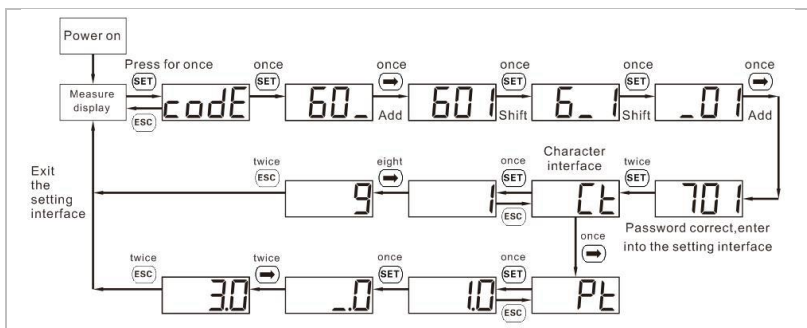 Power on
Press for once
once
once
once
once
once
SET
SET
➡
SET
SET
➡
Measure
display
ESC
codE
60_
Add
601
Shift
6_1
Shift
_01
Add
Exit
the
setting
interface
twice
ESC
9
eight
➡
1
once
SET
ESC
Character
interface
Ct
twice
SET
701
Password correct,enter
into the setting interface
once
➡
twice
ESC
3.0
twice
➡
_.0
once
SET
1.0
once
SET
ESC
Pt